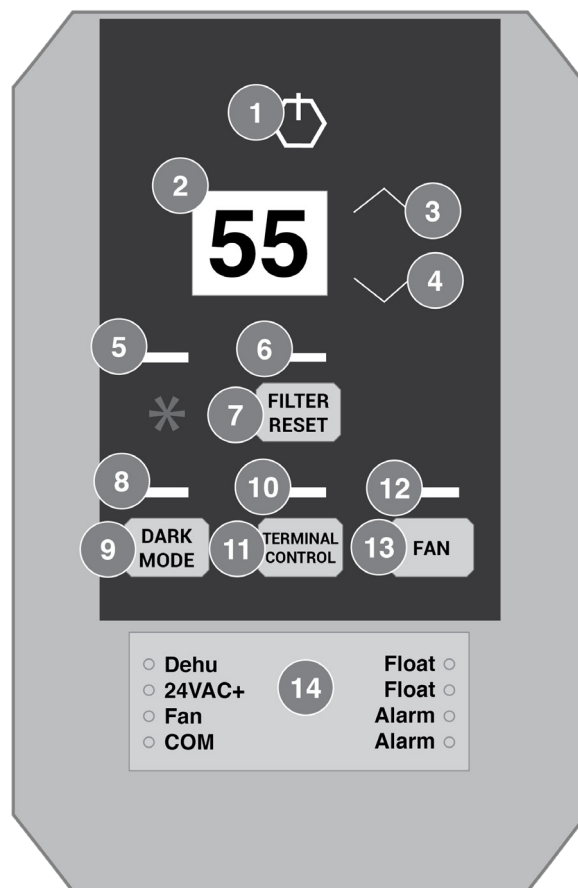 1
2
55
3
4
5
6
7
FILTER
RESET
8
10
12
9
DARK
MODE
11
TERMINAL
CONTROL
13
FAN
Dehu
24VAC+
Fan
COM
14
Float
Float
Alarm
Alarm